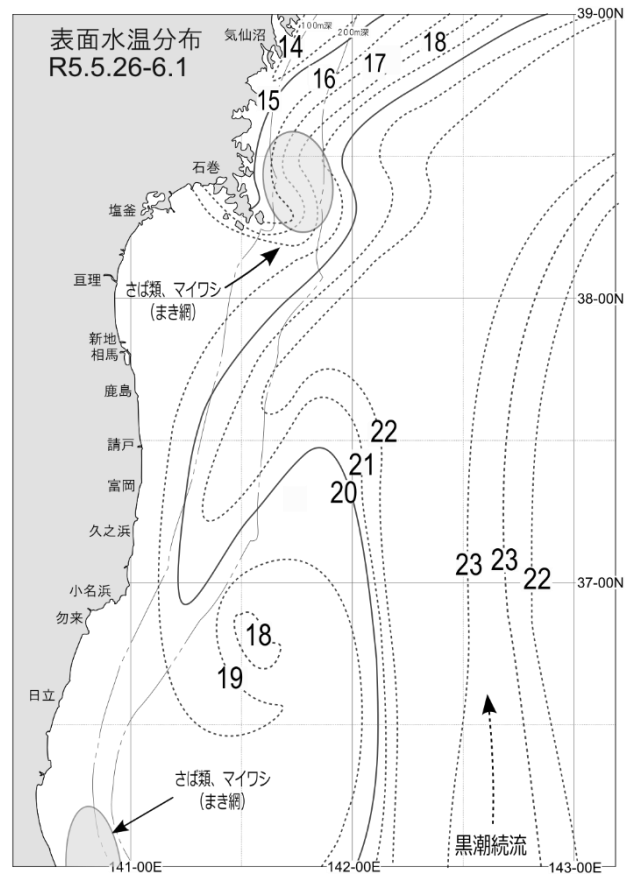 表面水温分布
R5.5.26-6.1
気仙沼
100m深
200m深
39-00N
14
15
16
17
18
石巻
塩釜
亘理
さば類、マイワシ
(まき網)
38-00N
新地
相馬
鹿島
請戸
富岡
久之浜
小名浜
勿来
日立
22
21
20
23
23
22
37-00N
18
19
さば類、マイワシ
(まき網)
黒潮続流
141-00E
142-00E
143-00E